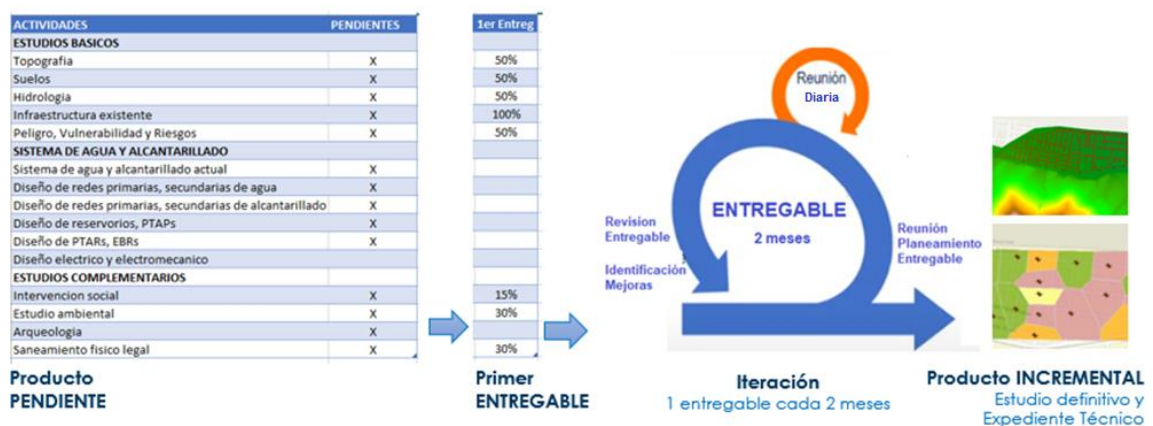 ACTIVIDADES PENDIENTES 1er Entreg
ESTUDIOS BASICOS
Topografia X 50%
Suelos X 50%
Hidrologia X 50%
Infraestructura existente X 100%
Peligro, Vulnerabilidad y Riesgos X 50%
SISTEMA DE AGUA Y ALCANTARILLADO
Sistema de agua y alcantarillado actual X
Diseño de redes primarias, secundarias de agua X
Diseño de redes primarias, secundarias de alcantarillado X
Diseño de reservorios, PTAPs X
Diseño de PTARs, EBRs X
Diseño electrico y electromecanico
ESTUDIOS COMPLEMENTARIOS
Intervencion social X 15%
Estudio ambiental X 30%
Arqueologia X
Saneamiento fisico legal X 30%
Producto
PENDIENTE
Primer
ENTREGABLE
Reunión
Diaria
ENTREGABLE
2 meses
Revision
Entregable
Identificación
Mejoras
Reunión
Planeamiento
Entregable
Iteración
1 entregable cada 2 meses
Producto INCREMENTAL
Estudio definitivo y
Expediente Técnico